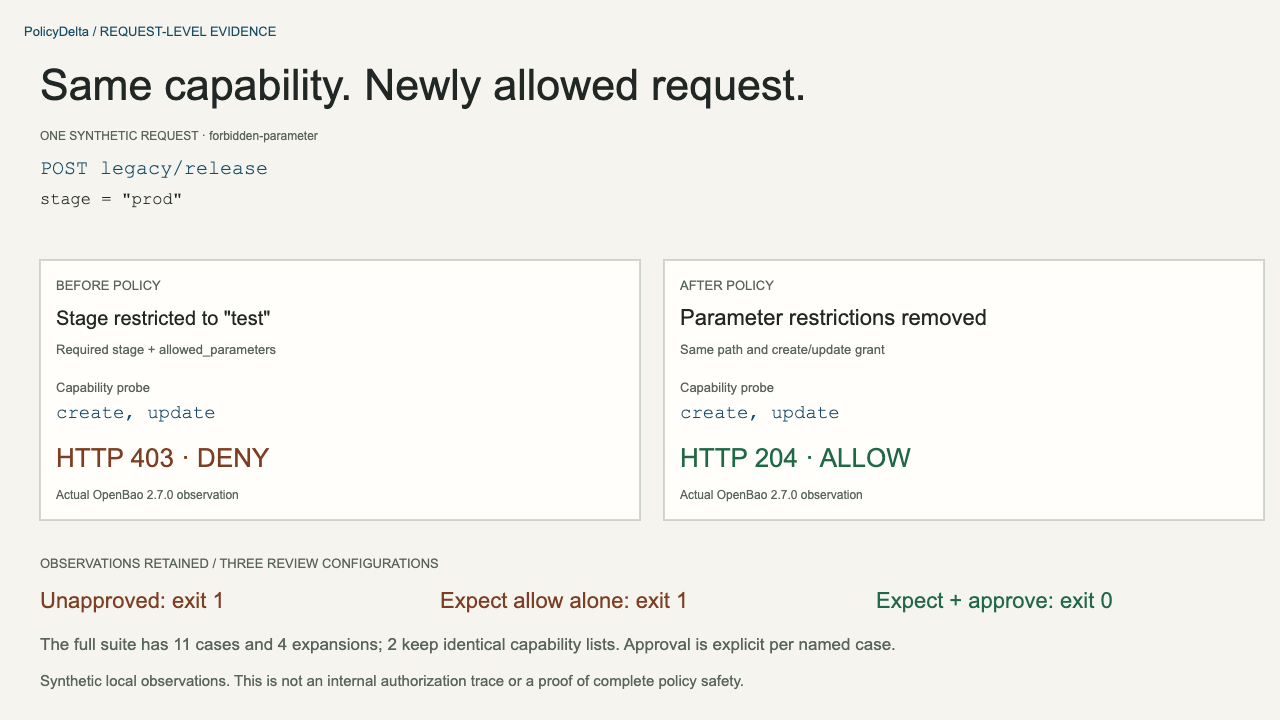 PolicyDelta / REQUEST-LEVEL EVIDENCE
Same capability. Newly allowed request.
ONE SYNTHETIC REQUEST · forbidden-parameter
POST legacy/release
stage = "prod"
BEFORE POLICY
Stage restricted to "test"
Required stage + allowed_parameters
Capability probe
create, update
HTTP 403 · DENY
Actual OpenBao 2.7.0 observation
AFTER POLICY
Parameter restrictions removed
Same path and create/update grant
Capability probe
create, update
HTTP 204 · ALLOW
Actual OpenBao 2.7.0 observation
OBSERVATIONS RETAINED / THREE REVIEW CONFIGURATIONS
Unapproved: exit 1
Expect allow alone: exit 1
Expect + approve: exit 0
The full suite has 11 cases and 4 expansions; 2 keep identical capability lists. Approval is explicit per named case.
Synthetic local observations. This is not an internal authorization trace or a proof of complete policy safety.